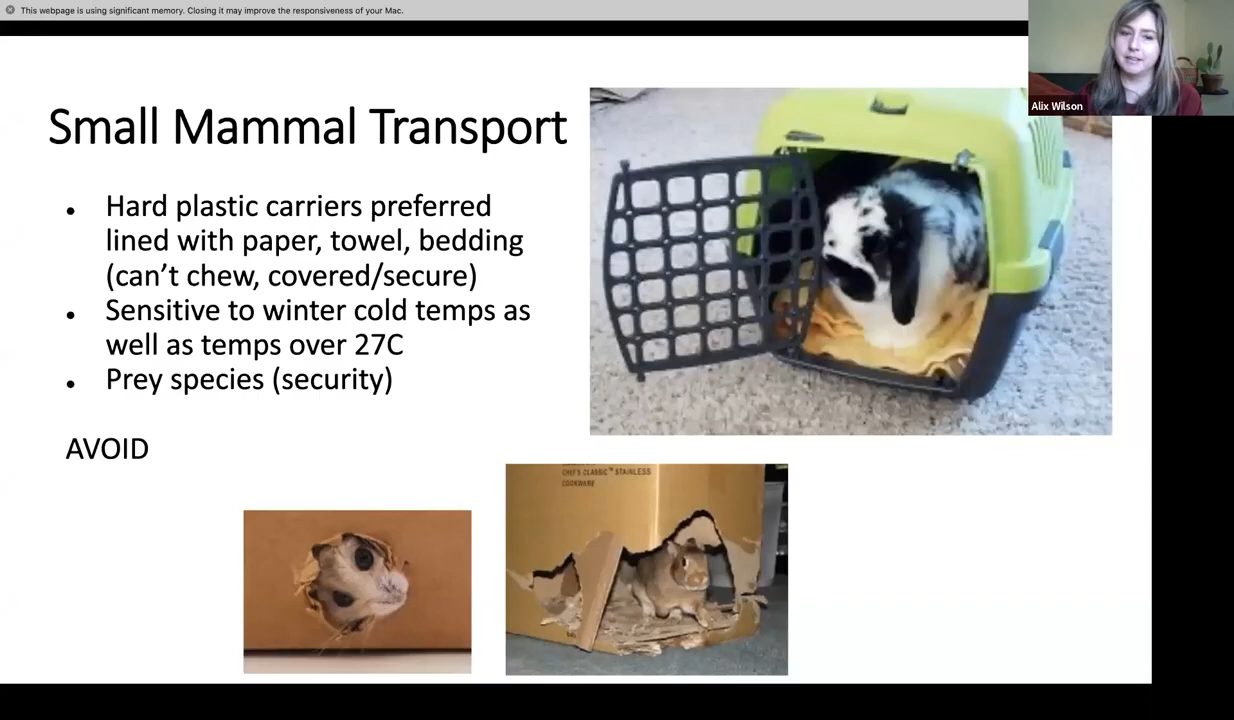 This webpage is using significant memory. Closing it may improve the responsiveness of your Mac.
Alix Wilson
Small Mammal Transport
• Hard plastic carriers preferred
lined with paper, towel, bedding
(can’t chew, covered/secure)
• Sensitive to winter cold temps as
well as temps over 27C
• Prey species (security)
AVOID
CHEF'S CLASSIC™ STAINLESS
COOKWARE